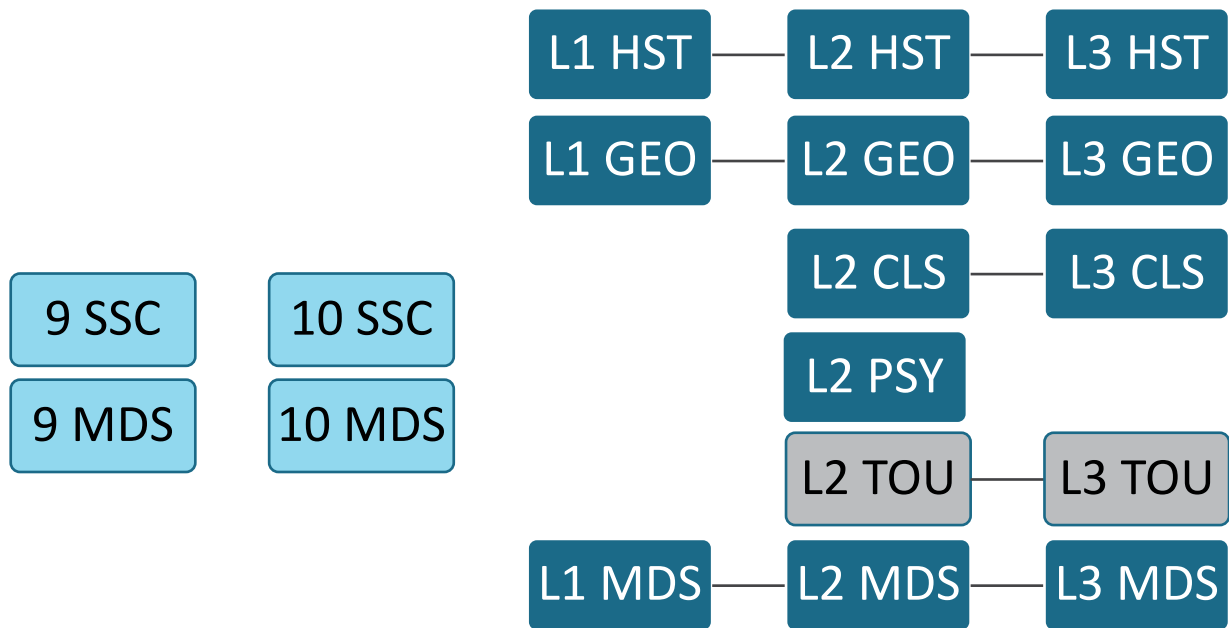 L1 HST
L2 HST
L3 HST
L1 GEO
L2 GEO
L3 GEO
L2 CLS
L3 CLS
9 SSC
10 SSC
L2 PSY
9 MDS
10 MDS
L2 TOU
L3 TOU
L1 MDS
L2 MDS
L3 MDS